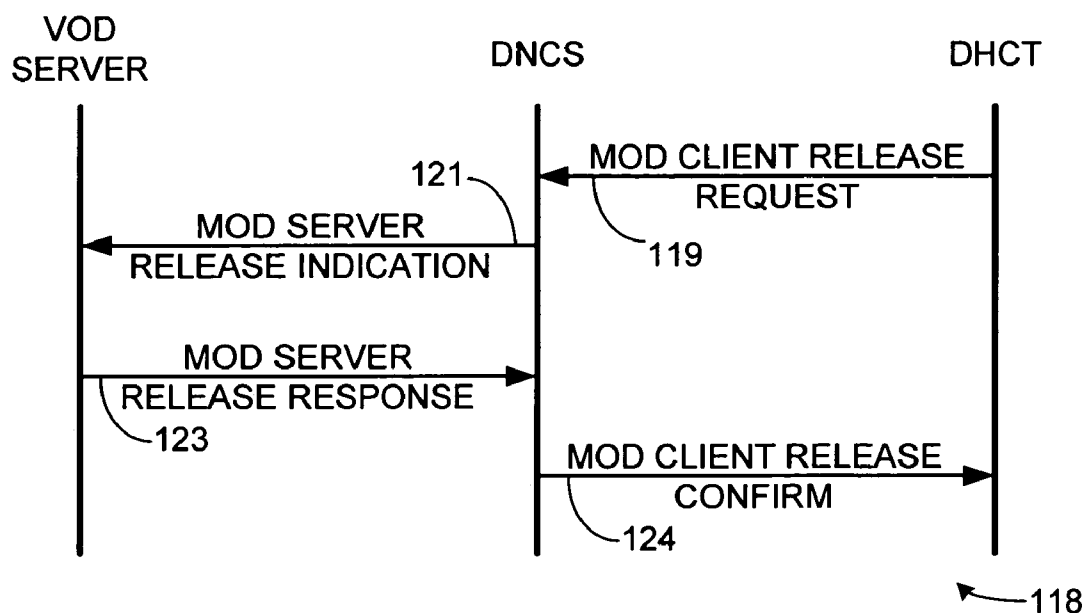 VOD
SERVER
DNCS
DHCT
MOD CLIENT RELEASE
REQUEST
119
121
MOD SERVER
RELEASE INDICATION
MOD SERVER
RELEASE RESPONSE
123
MOD CLIENT RELEASE
CONFIRM
124
118